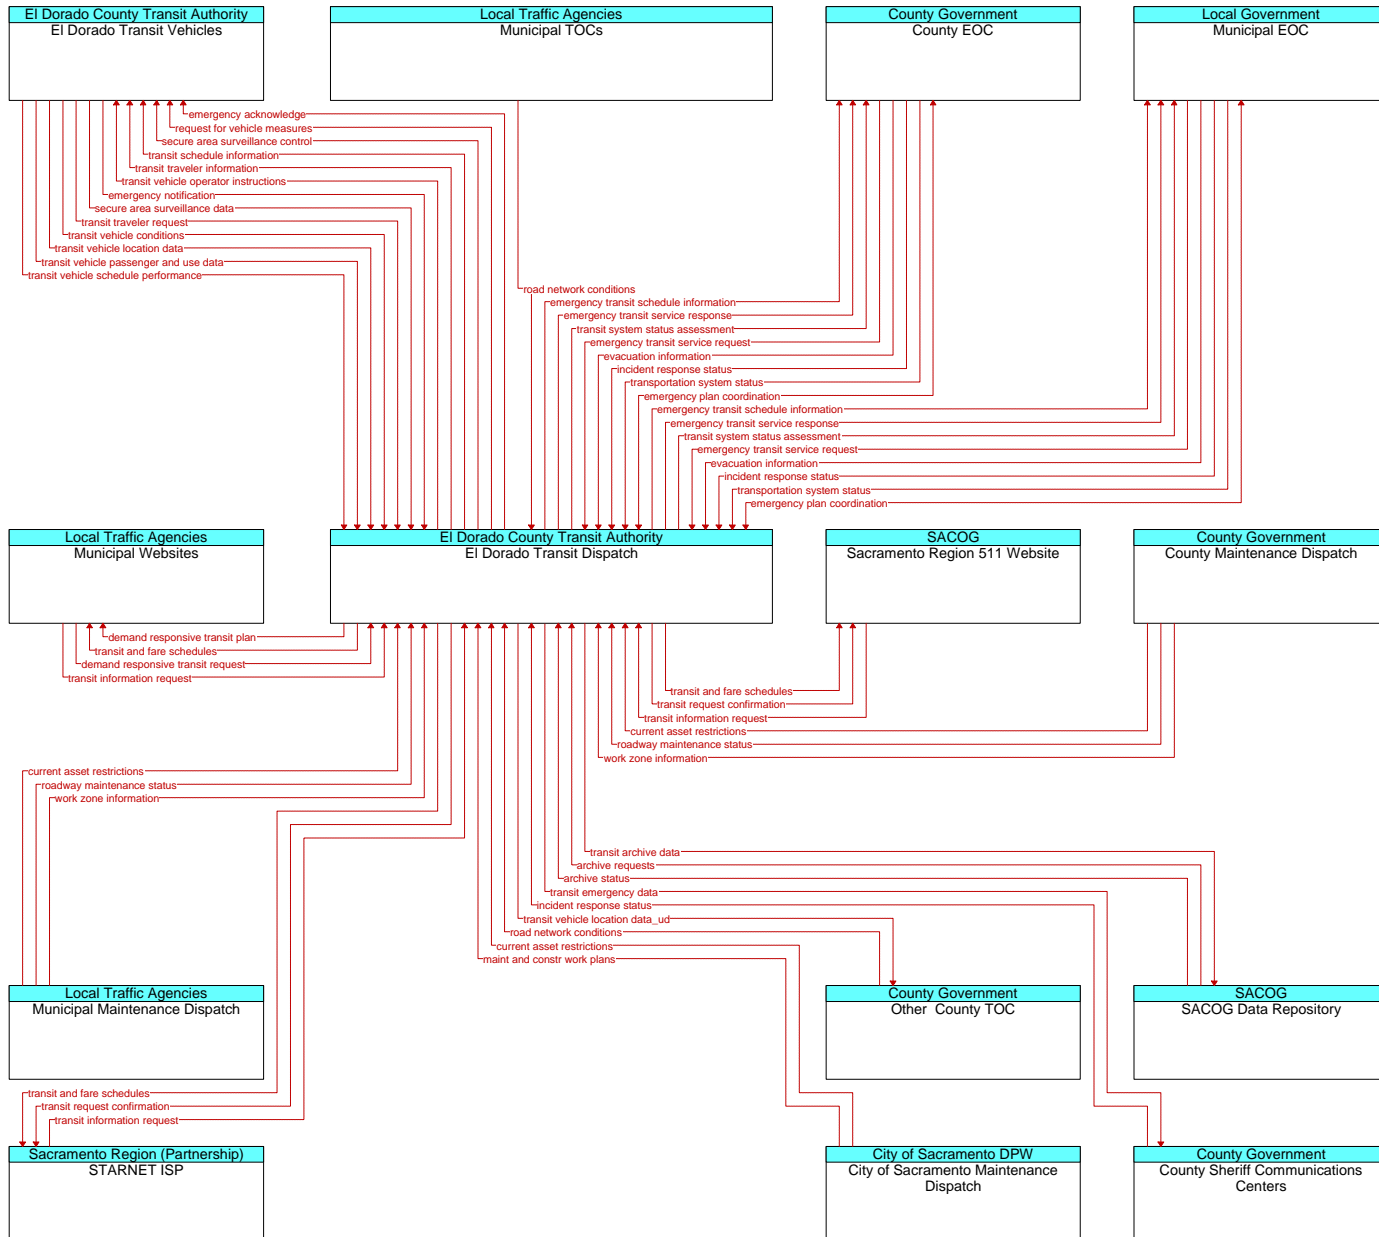 El Dorado County Transit Authority
El Dorado Transit Vehicles
Local Traffic Agencies
Municipal TOCs
County Government
County EOC
Local Government
Municipal EOC
emergency acknowledge
request for vehicle measures
secure area surveillance control
transit schedule information
transit traveler information
transit vehicle operator instructions
emergency notification
secure area surveillance data
transit traveler request
transit vehicle conditions
transit vehicle location data
transit vehicle passenger and use data
transit vehicle schedule performance
road network conditions
emergency transit schedule information
emergency transit service response
transit system status assessment
emergency transit service request
evacuation information
incident response status
transportation system status
emergency plan coordination
emergency transit schedule information
emergency transit service response
transit system status assessment
emergency transit service request
evacuation information
incident response status
transportation system status
emergency plan coordination
Local Traffic Agencies
Municipal Websites
El Dorado County Transit Authority
El Dorado Transit Dispatch
SACOG
Sacramento Region 511 Website
County Government
County Maintenance Dispatch
demand responsive transit plan
transit and fare schedules
demand responsive transit request
transit information request
transit and fare schedules
transit request confirmation
transit information request
current asset restrictions
roadway maintenance status
work zone information
current asset restrictions
roadway maintenance status
work zone information
transit archive data
archive requests
archive status
transit emergency data
incident response status
transit vehicle location data_ud
road network conditions
current asset restrictions
maint and constr work plans
Local Traffic Agencies
Municipal Maintenance Dispatch
County Government
Other County TOC
SACOG
SACOG Data Repository
transit and fare schedules
transit request confirmation
transit information request
Sacramento Region (Partnership)
STARNET ISP
City of Sacramento DPW
City of Sacramento Maintenance
Dispatch
County Government
County Sheriff Communications
Centers